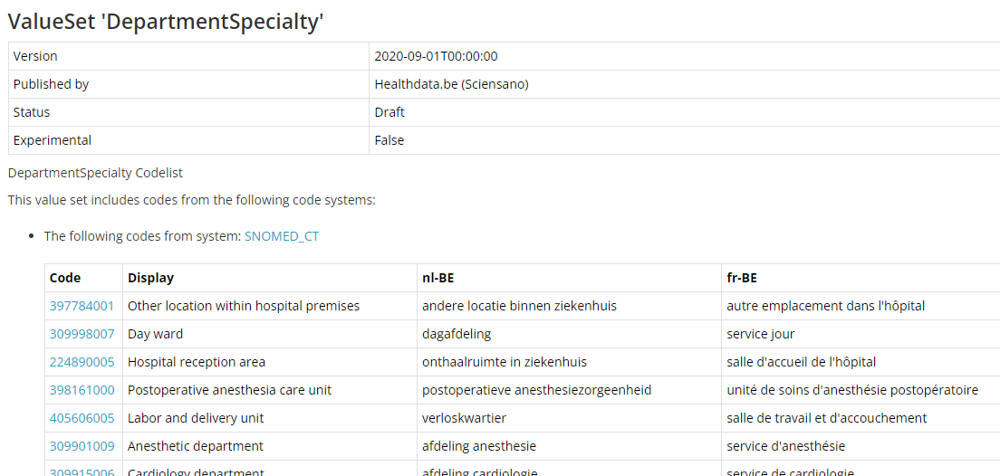 ValueSet 'DepartmentSpecialty'
Version 2020-09-01T00:00:00
Published by Healthdata.be (Sciensano)
Status Draft
Experimental False
DepartmentSpecialty Codelist
This value set includes codes from the following code systems:
• The following codes from system: SNOMED_CT
Code Display nl-BE fr-BE
397784001 Other location within hospital premises andere locatie binnen ziekenhuis autre emplacement dans l'hôpital
309998007 Day ward dagafdeling service jour
224890005 Hospital reception area onthaalruimte in ziekenhuis salle d'accueil de l'hôpital
398161000 Postoperative anesthesia care unit postoperatieve anesthesiezorgeenheid unité de soins d'anesthésie postopératoire
405606005 Labor and delivery unit verloskwartier salle de travail et d'accouchement
309901009 Anesthetic department afdeling anesthesie service d'anesthésie
309915006 Cardiology department afdeling cardiologie service de cardiologie